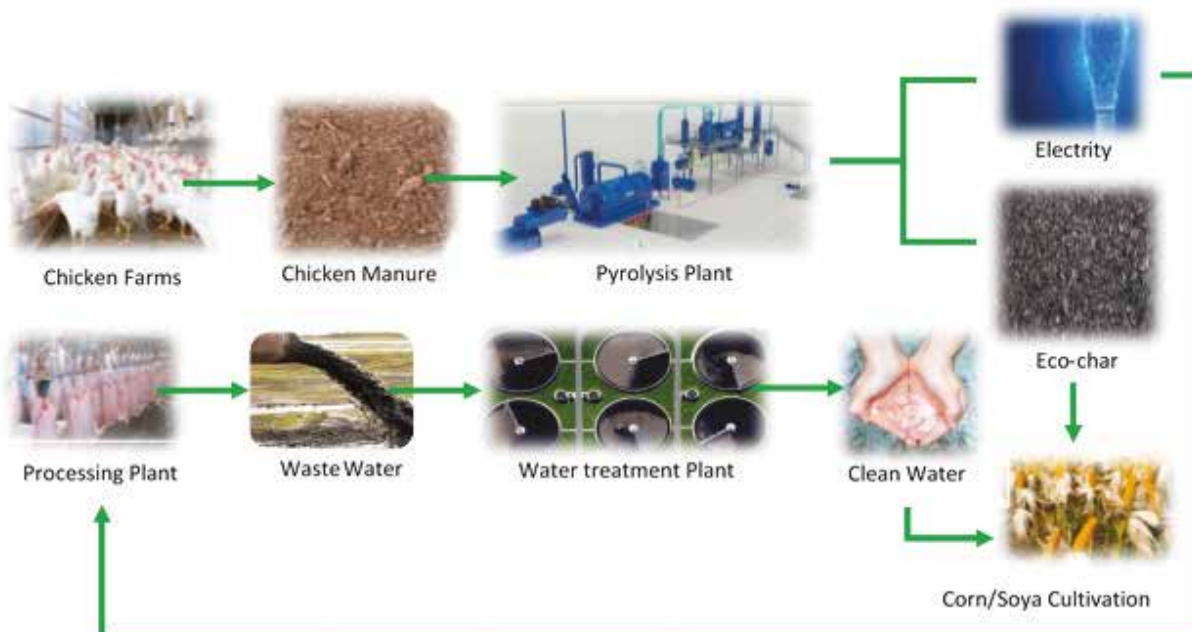 Electrity
Chicken Farms
Chicken Manure
Pyrolysis Plant
Eco-char
Processing Plant
Waste Water
Water treatment Plant
Clean Water
Corn/Soya Cultivation